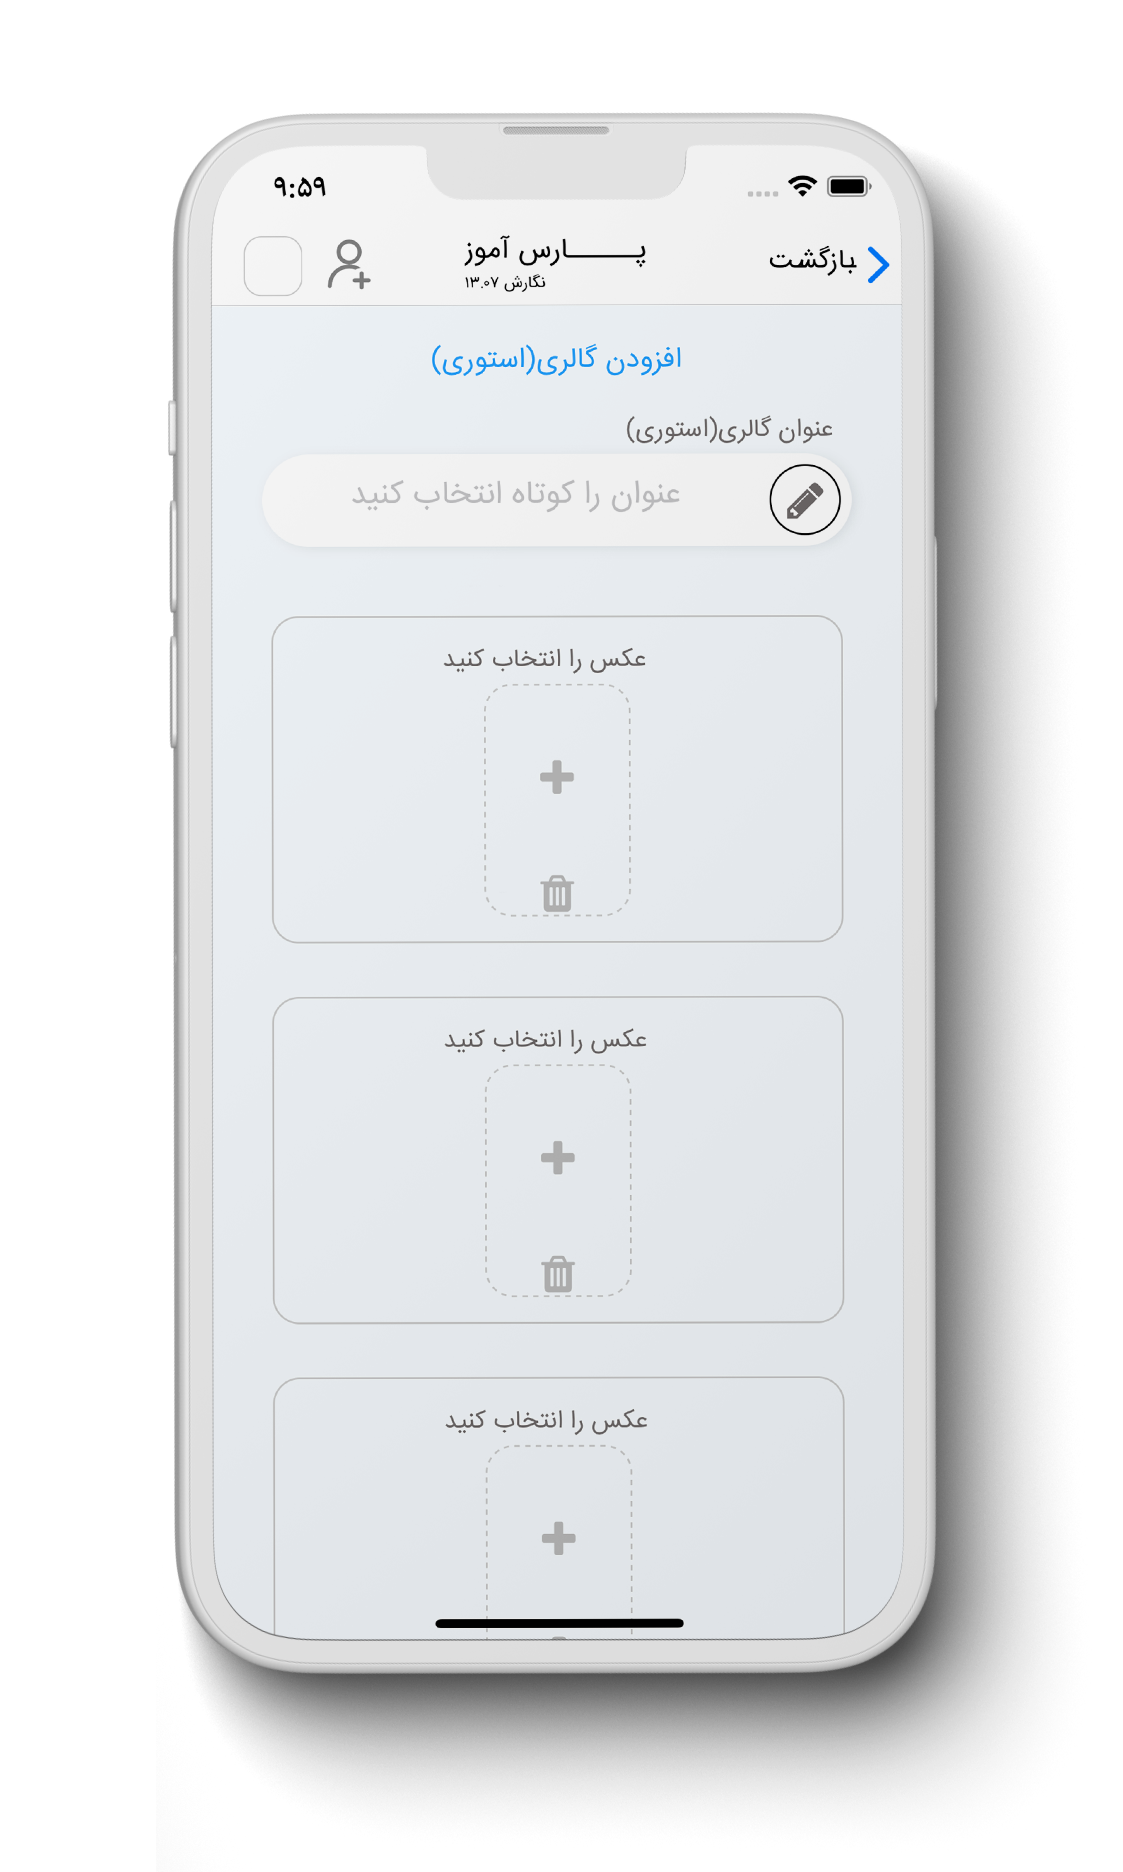 ۹:۵۹
بازگشت
پــــــارس آموز
نگارش ۱۳.۰۷
افزودن گالری(استوری)
عنوان گالری(استوری)
عنوان را کوتاه انتخاب کنید
عکس را انتخاب کنید
عکس را انتخاب کنید
عکس را انتخاب کنید